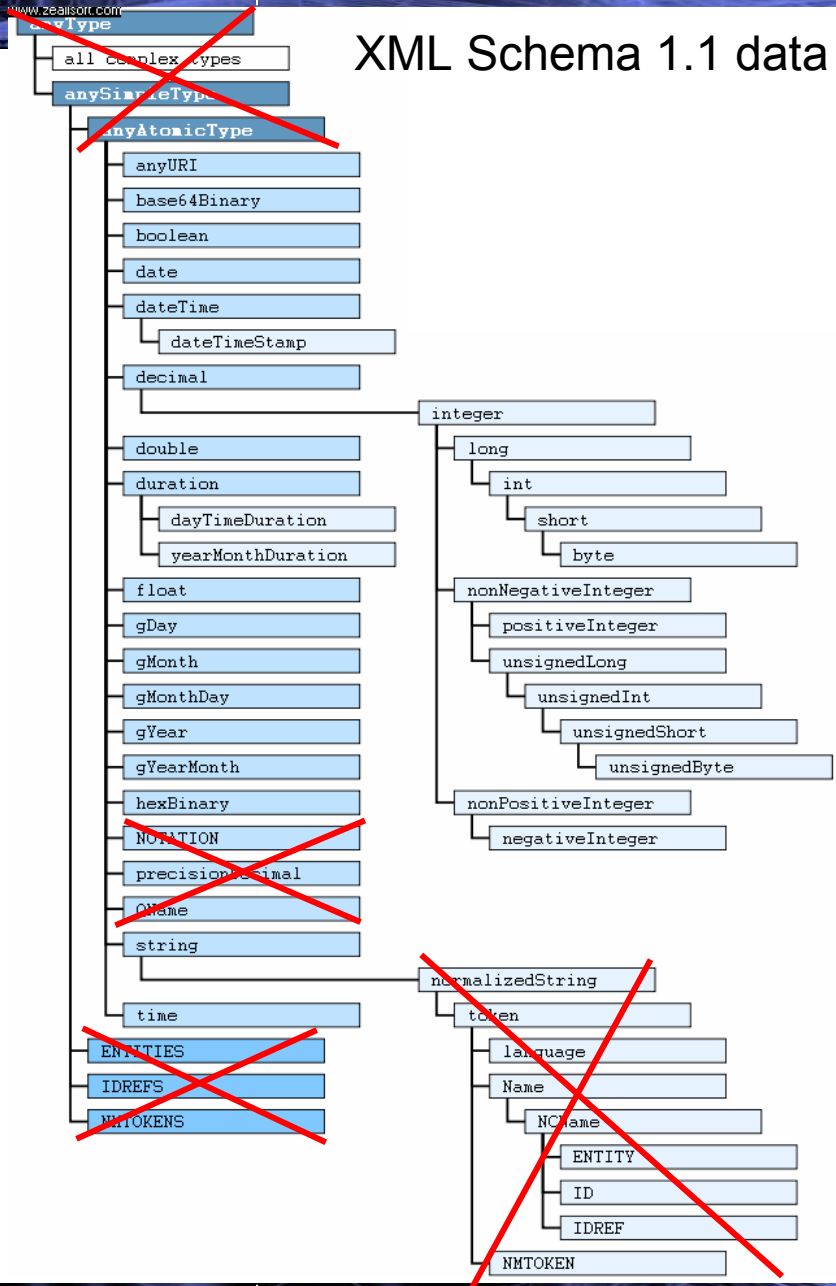 www.zeallsoft.com
anyType
XML Schema 1.1 data
all complex types
anySimpleType
anyAtomicType
anyURI
base64Binary
boolean
date
dateTime
dateTimeStamp
decimal
integer
double
long
duration
int
dayTimeDuration
short
yearMonthDuration
byte
float
nonNegativeInteger
gDay
positiveInteger
gMonth
unsignedLong
gMonthDay
unsignedInt
gYear
unsignedShort
gYearMonth
unsignedByte
hexBinary
nonPositiveInteger
NOTATION
negativeInteger
precisionDecimal
QName
string
normalizedString
time
token
ENTITIES
language
IDREFS
Name
NMTOKENS
NCName
ENTITY
ID
IDREF
NMTOKEN